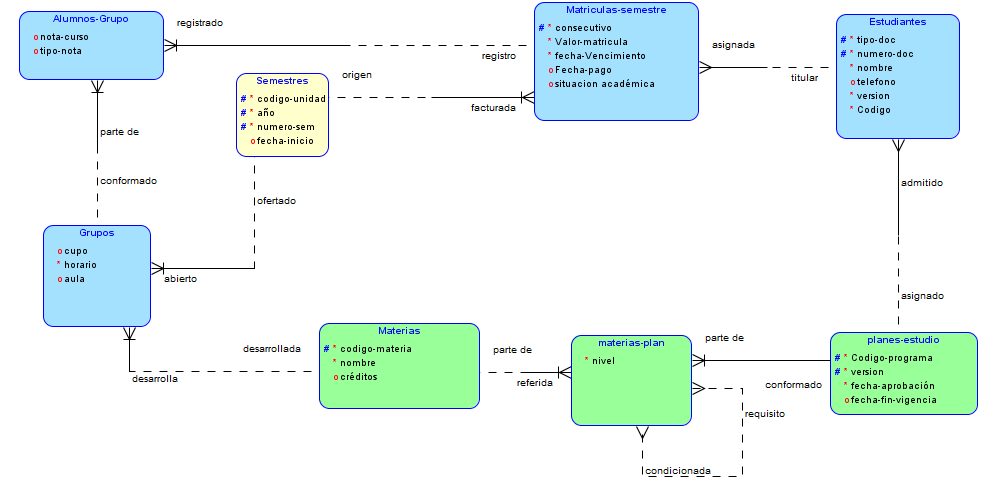 Alumnos-Grupo
o nota-curso
o tipo-nota
registrado
registro
Matriculas-semestre
# * consecutivo
* Valor-matricula
* fecha-Vencimiento
o Fecha-pago
o situacion académica
asignada
titular
Estudiantes
# * tipo-doc
# * numero-doc
* nombre
o telefono
* version
* Codigo
origen
facturada
Semestres
# * codigo-unidad
# * año
# * numero-sem
o fecha-inicio
parte de
conformado
ofertado
abierto
admitido
asignado
Grupos
o cupo
* horario
o aula
desarrollada
desarrolla
Materias
# * codigo-materia
* nombre
o créditos
parte de
referida
materias-plan
* nivel
parte de
conformado
planes-estudio
# * Codigo-programa
# * version
* fecha-aprobación
o fecha-fin-vigencia
requisito
condicionada